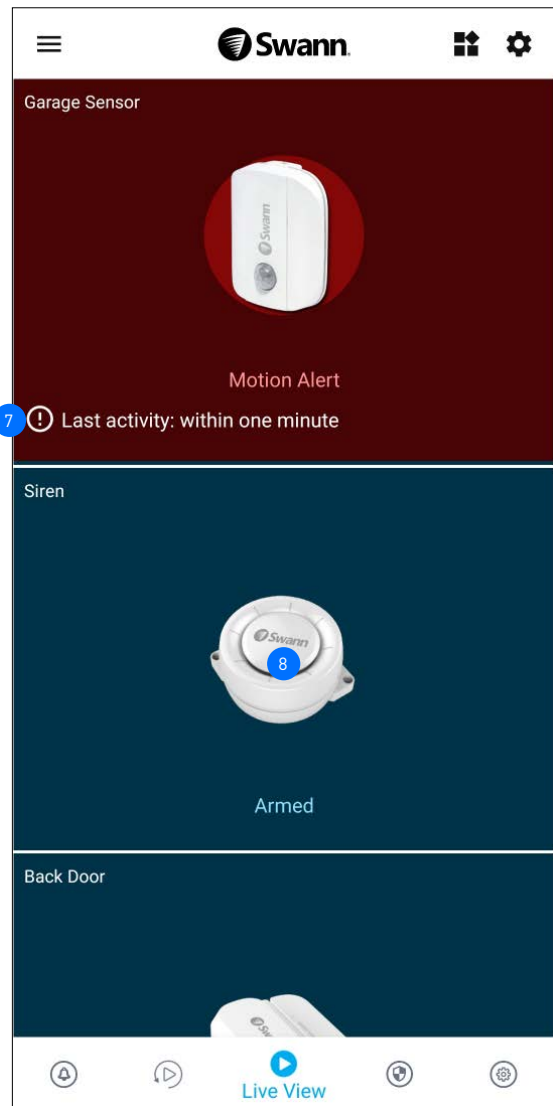 Swann
Garage Sensor
Swann
Motion Alert
7
Last activity: within one minute
Siren
Swann
8
Armed
Back Door
Live View